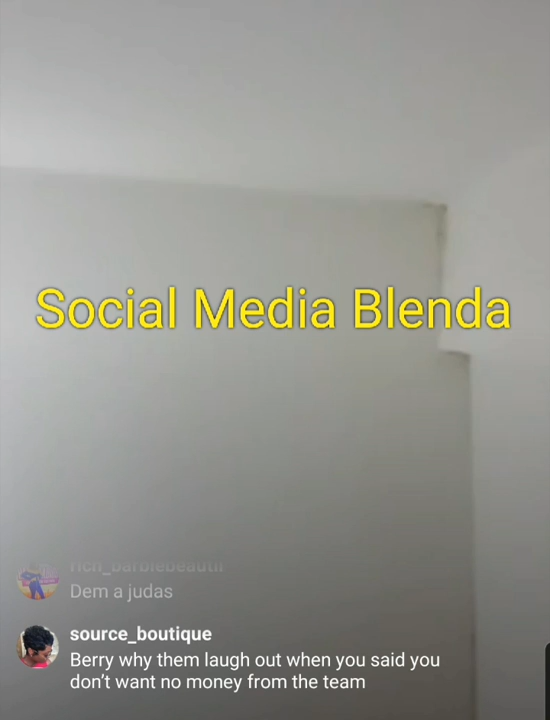 Social Media Blenda
rich_barbiebeautii
Dem a judas
source_boutique
Berry why them laugh out when you said you
don't want no money from the team